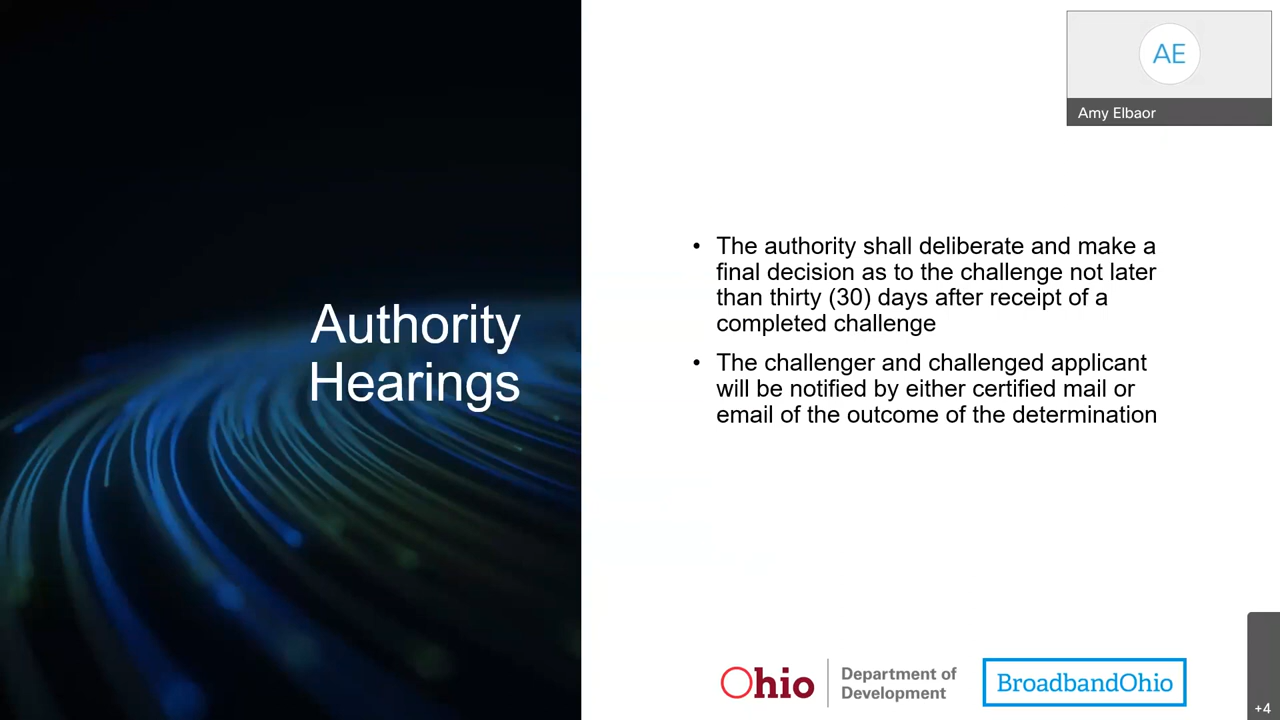 AE
Amy Elbaor
Authority
Hearings
• The authority shall deliberate and make a
final decision as to the challenge not later
than thirty (30) days after receipt of a
completed challenge
• The challenger and challenged applicant
will be notified by either certified mail or
email of the outcome of the determination
Ohio
Department of
Development
BroadbandOhio
+4